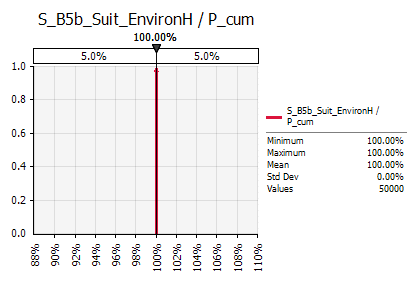 S_B5b_Suit_EnvironH / P_cum
100.00%
5.0% 5.0%
1.0
0.8
0.6
0.4
0.2
0.0
88%
90%
92%
94%
96%
98%
100%
102%
104%
106%
108%
110%
S_B5b_Suit_EnvironH /
P_cum
Minimum 100.00%
Maximum 100.00%
Mean 100.00%
Std Dev 0.00%
Values 50000